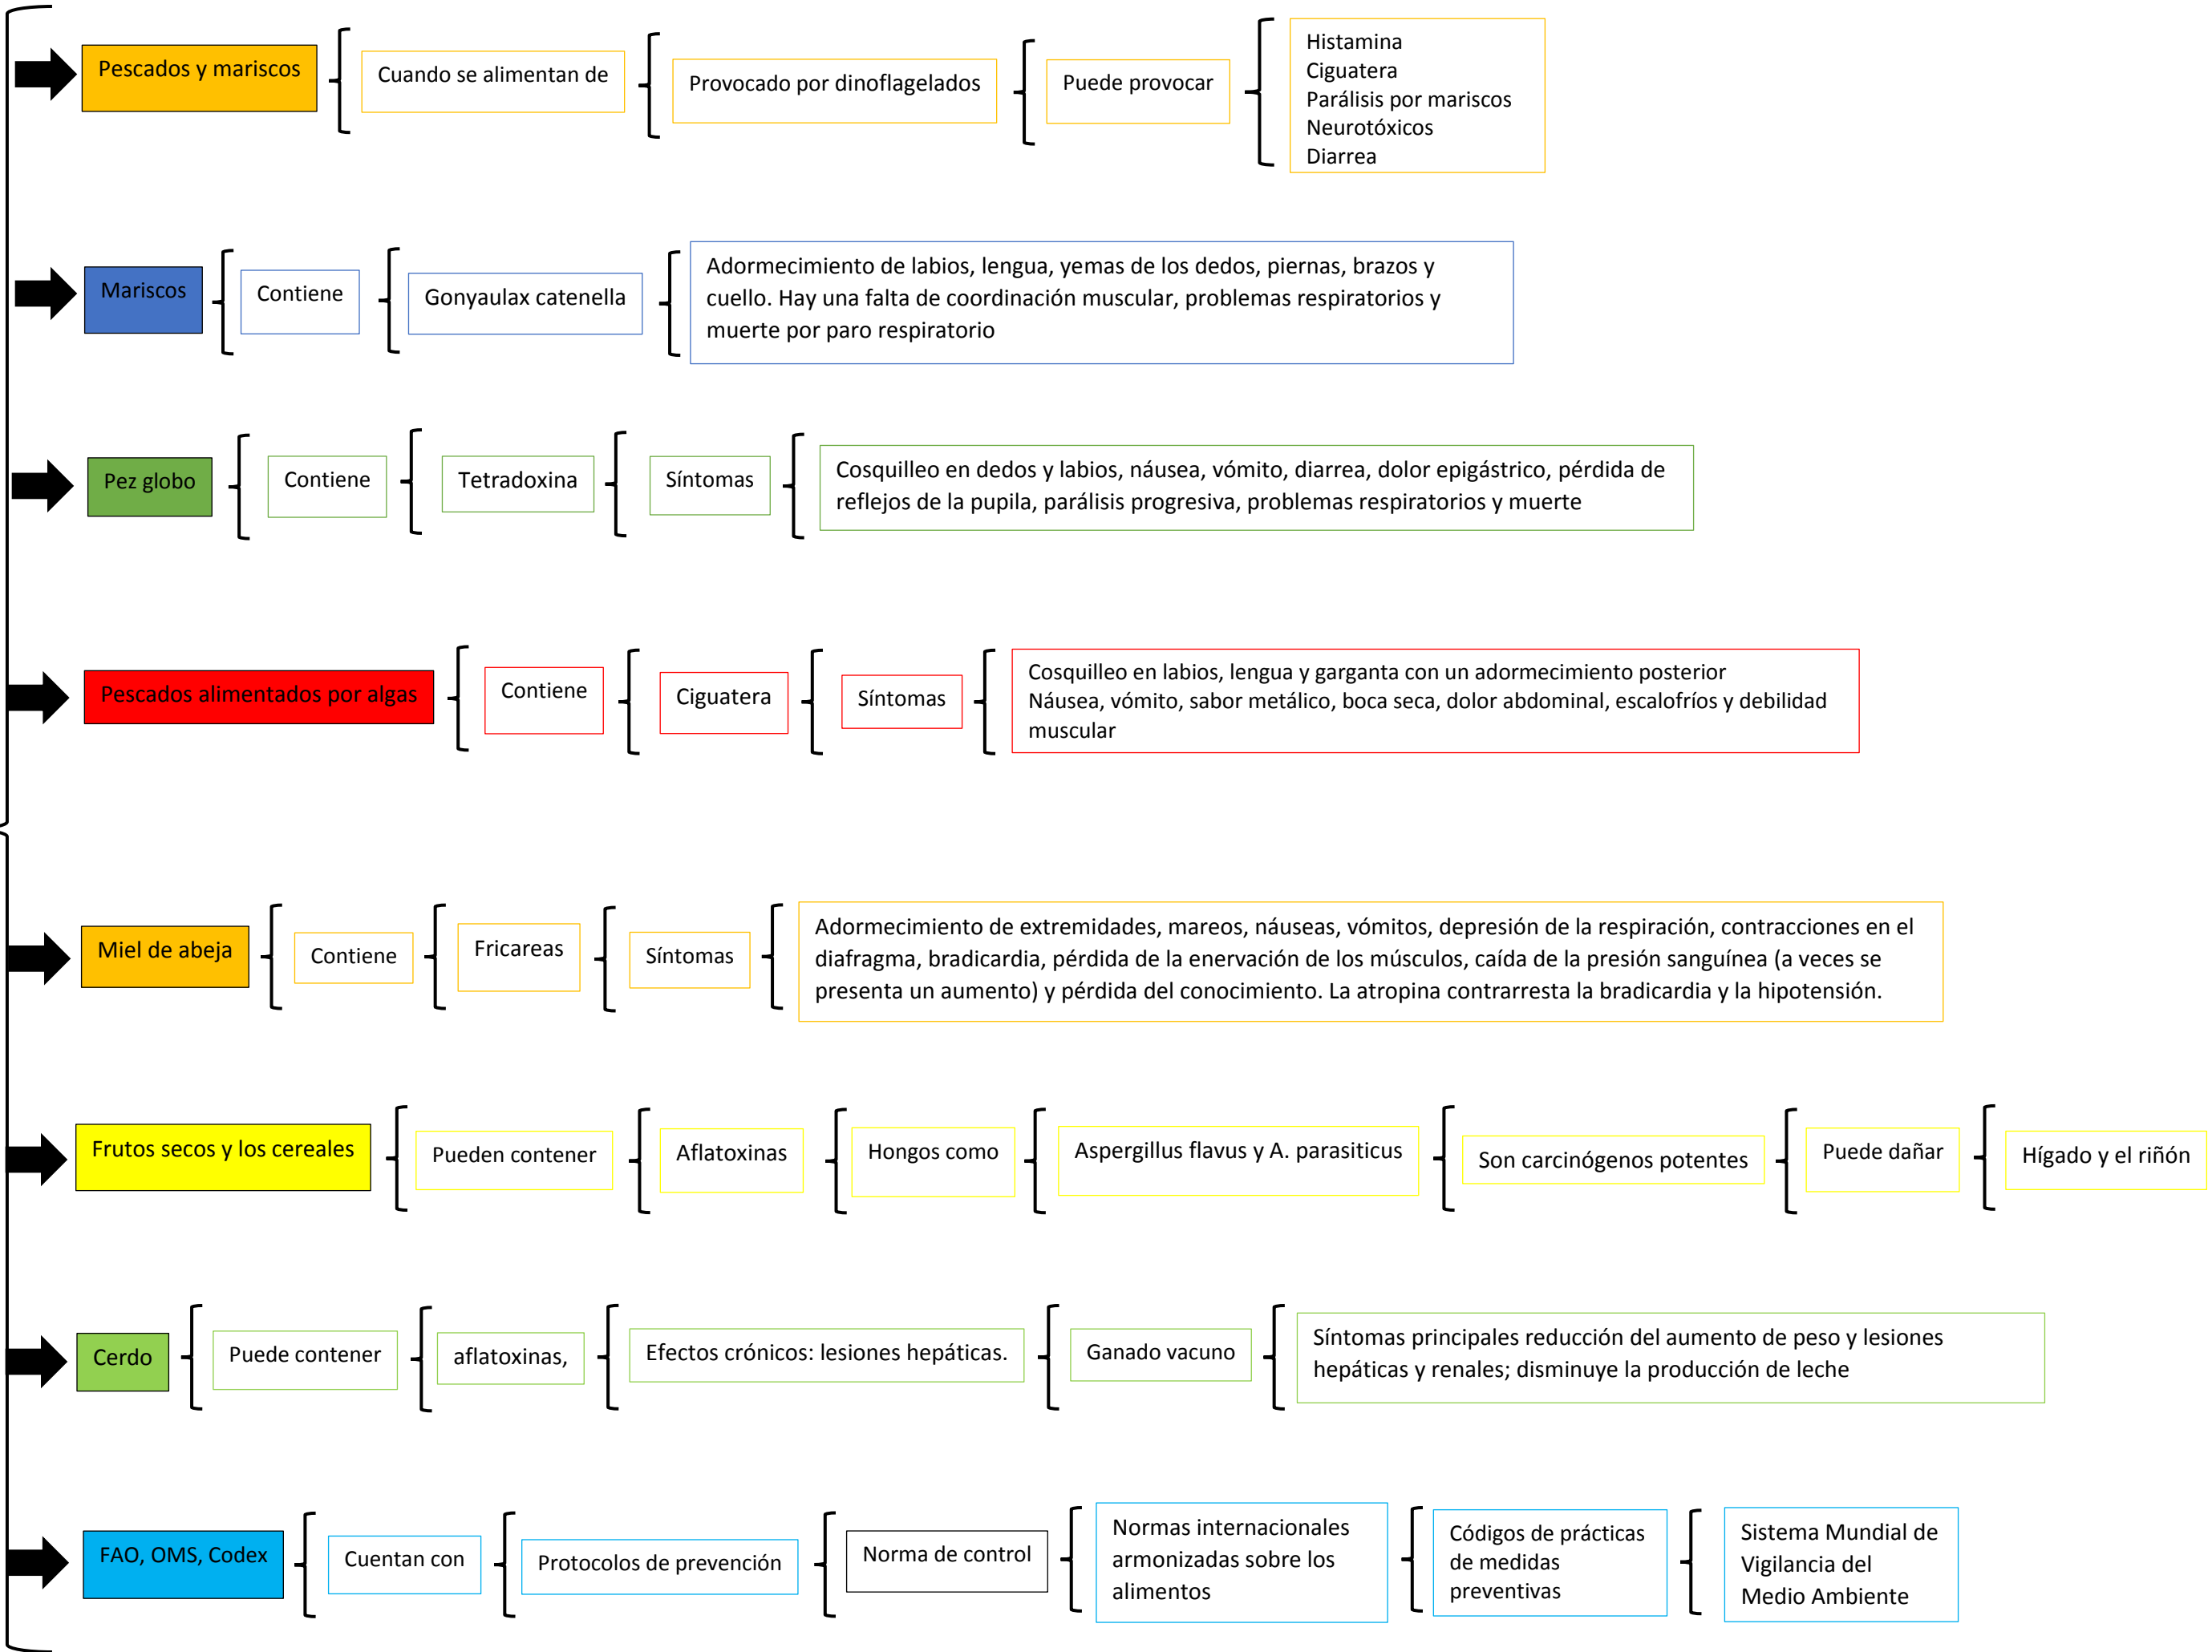 Pescados y mariscos
Cuando se alimentan de
Provocado por dinoflagelados
Puede provocar
Histamina
Ciguatera
Parálisis por mariscos
Neurotóxicos
Diarrea
Mariscos
Contiene
Gonyaulax catenella
Adormecimiento de labios, lengua, yemas de los dedos, piernas, brazos y
cuello. Hay una falta de coordinación muscular, problemas respiratorios y
muerte por paro respiratorio
Pez globo
Contiene
Tetradoxina
Síntomas
Cosquilleo en dedos y labios, náusea, vómito, diarrea, dolor epigástrico, pérdida de
reflejos de la pupila, parálisis progresiva, problemas respiratorios y muerte
Pescados alimentados por algas
Contiene
Ciguatera
Síntomas
Cosquilleo en labios, lengua y garganta con un adormecimiento posterior
Náusea, vómito, sabor metálico, boca seca, dolor abdominal, escalofríos y debilidad
muscular
Miel de abeja
Contiene
Fricareas
Síntomas
Adormecimiento de extremidades, mareos, náuseas, vómitos, depresión de la respiración, contracciones en el
diafragma, bradicardia, pérdida de la enervación de los músculos, caída de la presión sanguínea (a veces se
presenta un aumento) y pérdida del conocimiento. La atropina contrarresta la bradicardia y la hipotensión.
Frutos secos y los cereales
Pueden contener
Aflatoxinas
Hongos como
Aspergillus flavus y A. parasiticus
Son carcinógenos potentes
Puede dañar
Hígado y el riñón
Cerdo
Puede contener
aflatoxinas,
Efectos crónicos: lesiones hepáticas.
Ganado vacuno
Síntomas principales reducción del aumento de peso y lesiones
hepáticas y renales; disminuye la producción de leche
FAO, OMS, Codex
Cuentan con
Protocolos de prevención
Norma de control
Normas internacionales
armonizadas sobre los
alimentos
Códigos de prácticas
de medidas
preventivas
Sistema Mundial de
Vigilancia del
Medio Ambiente